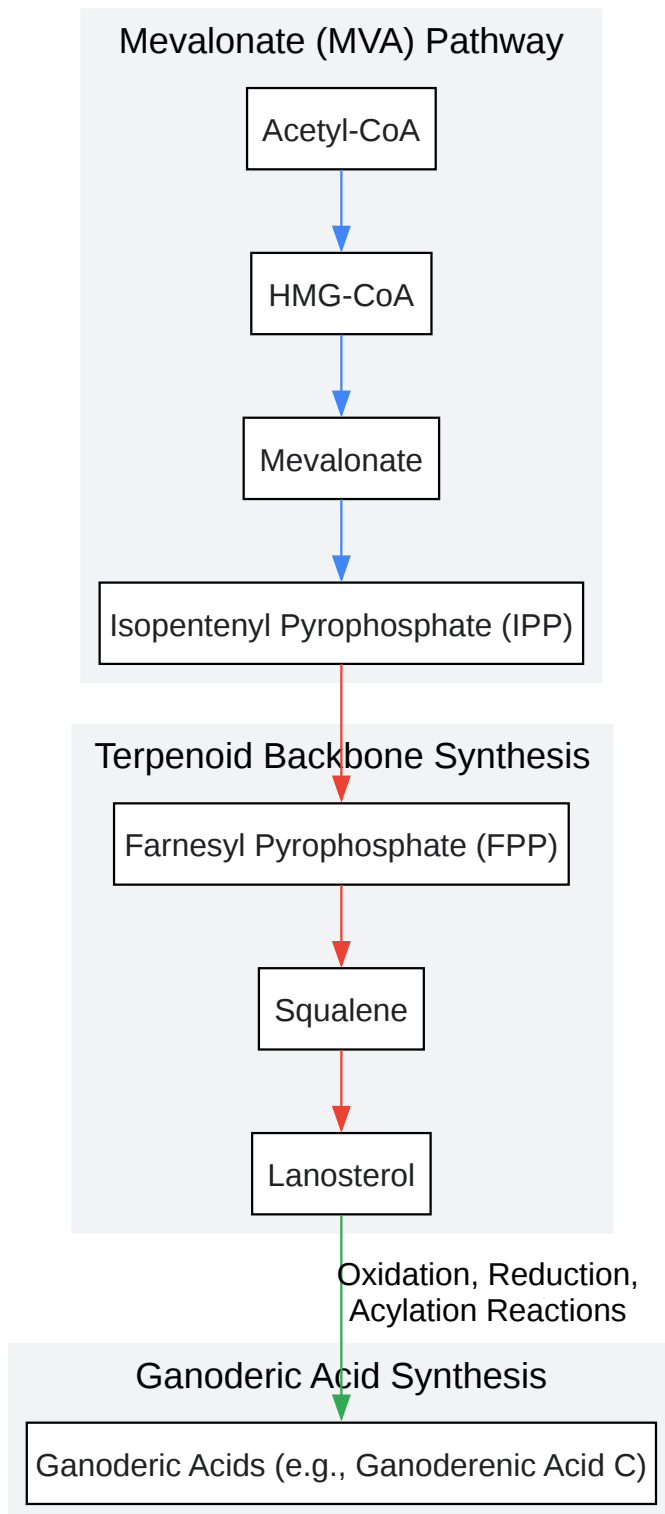 Mevalonate (MVA) Pathway
Acetyl-CoA
HMG-CoA
Mevalonate
Isopentenyl Pyrophosphate (IPP)
Terpenoid Backbone Synthesis
Farnesyl Pyrophosphate (FPP)
Squalene
Lanosterol
Oxidation, Reduction,
Acylation Reactions
Ganoderic Acid Synthesis
Ganoderic Acids (e.g., Ganoderenic Acid C)